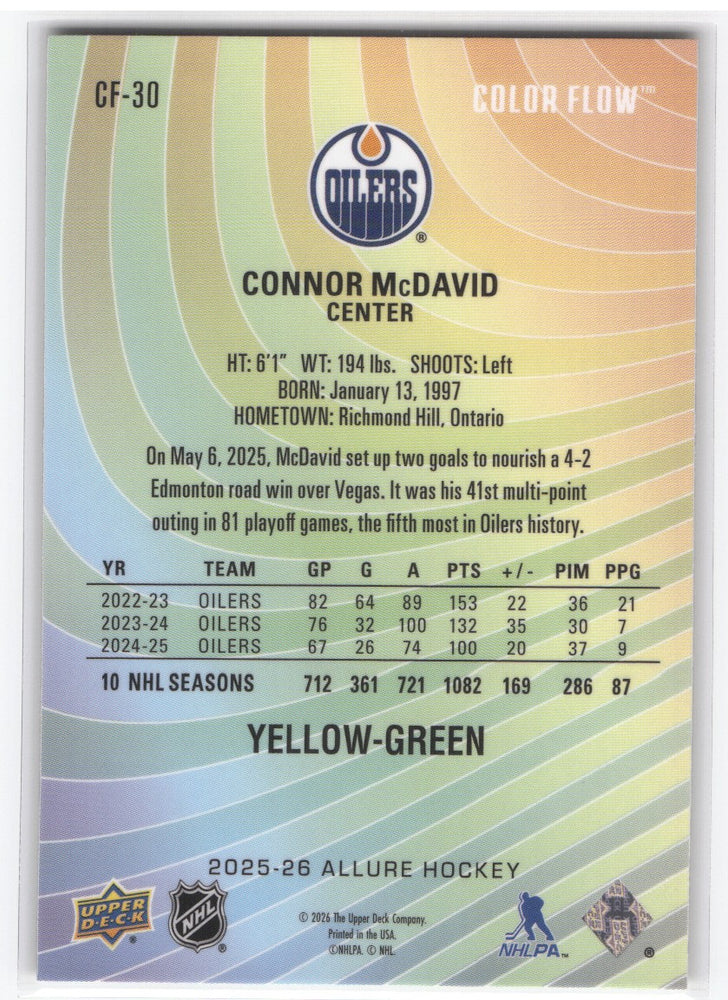 CF-30
COLOR FLOW™
OILERS
®
CONNOR McDAVID
CENTER
HT: 6'1" WT: 194 lbs. SHOOTS: Left
BORN: January 13, 1997
HOMETOWN: Richmond Hill, Ontario
On May 6, 2025, McDavid set up two goals to nourish a 4-2
Edmonton road win over Vegas. It was his 41st multi-point
outing in 81 playoff games, the fifth most in Oilers history.
YR TEAM GP G A PTS +/- PIM PPG
2022-23 OILERS 82 64 89 153 22 36 21
2023-24 OILERS 76 32 100 132 35 30 7
2024-25 OILERS 67 26 74 100 20 37 9
10 NHL SEASONS 712 361 721 1082 169 286 87
YELLOW-GREEN
2025-26 ALLURE HOCKEY
UPPER
DECK
®
NHL
®
© 2026 The Upper Deck Company.
Printed in the USA.
©NHLPA. © NHL.
NHLPA™
®